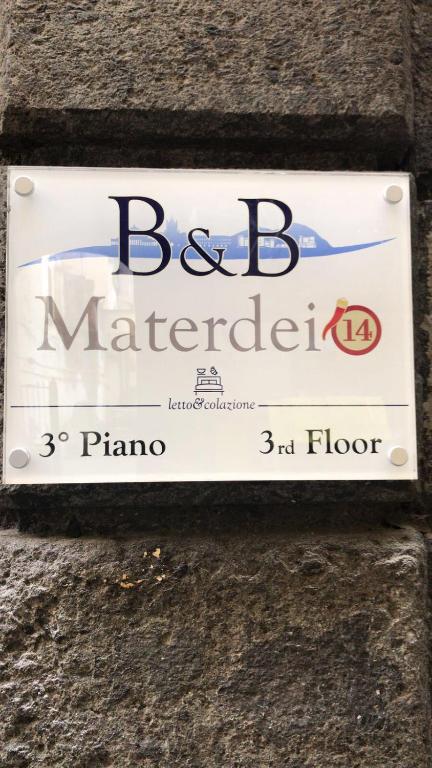 B&B
Materdei 14
letto&colazione
3° Piano 3rd Floor